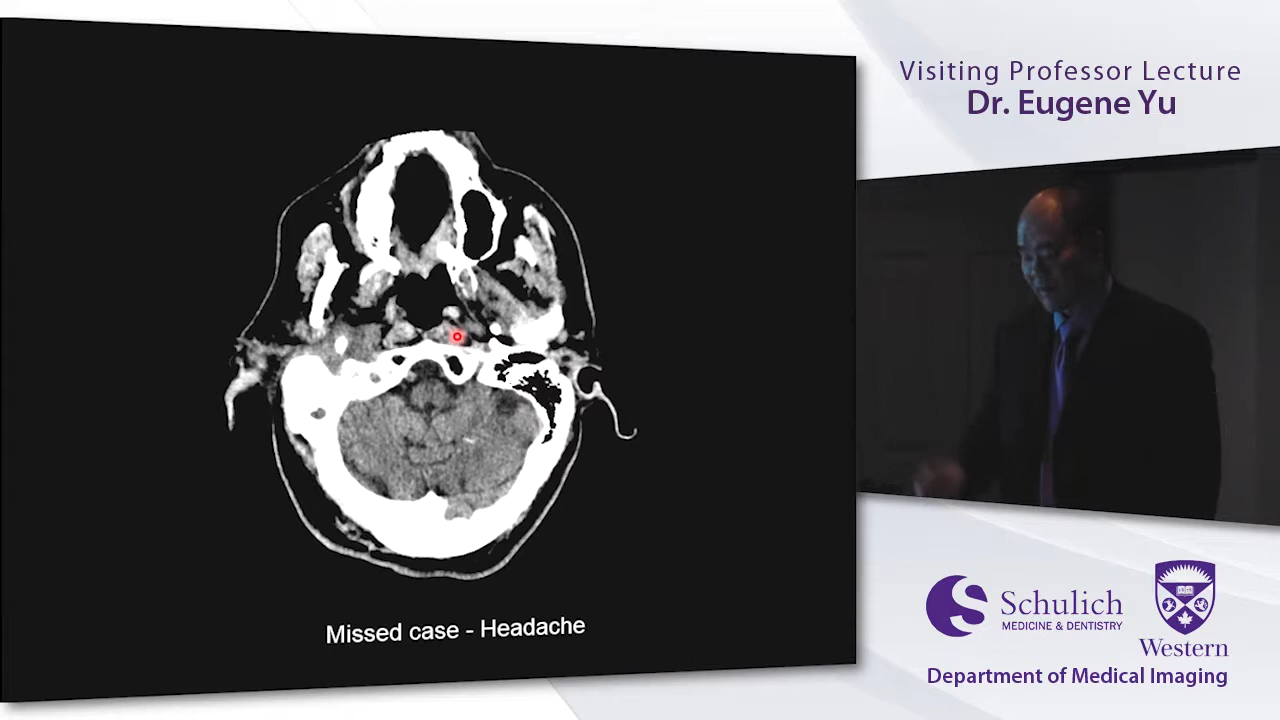 Visiting Professor Lecture
Dr. Eugene Yu
Missed case - Headache
Schulich
MEDICINE & DENTISTRY
Western
Department of Medical Imaging